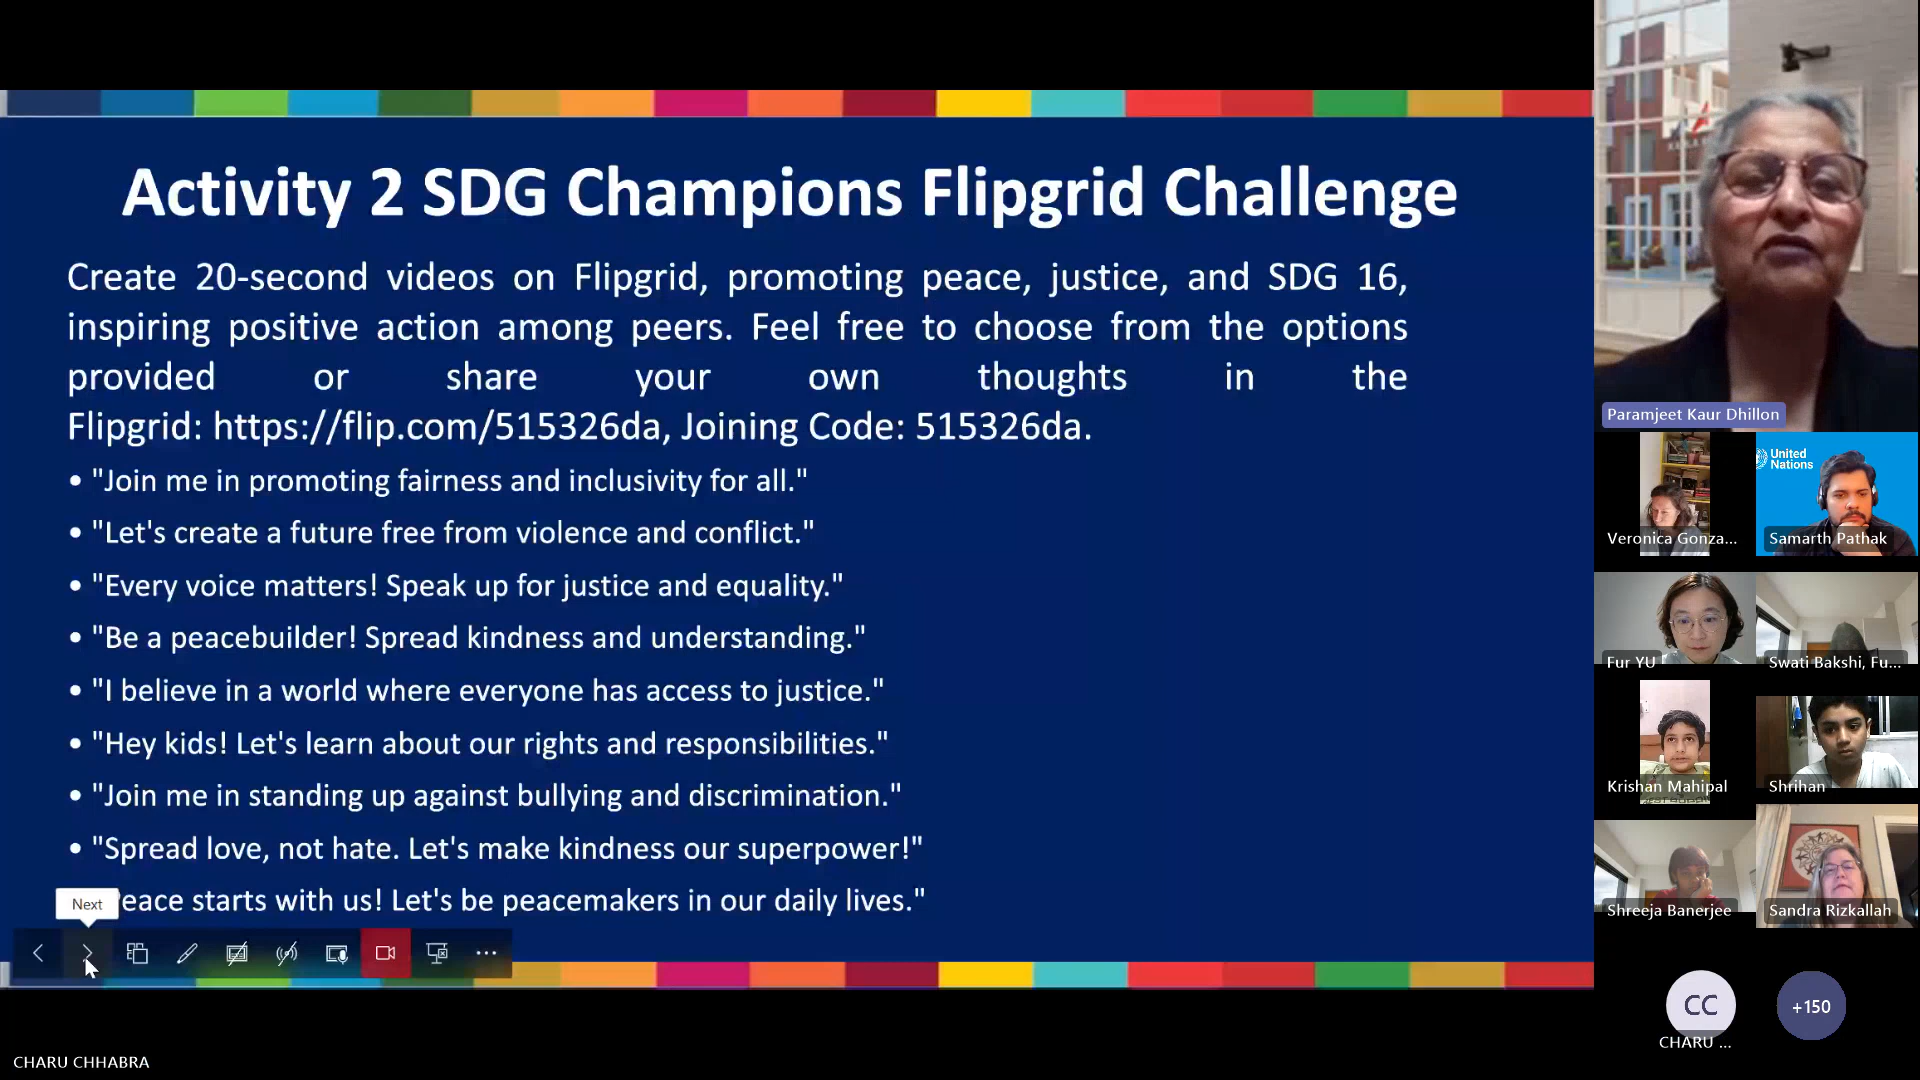 Activity 2 SDG Champions Flipgrid Challenge
Create 20-second videos on Flipgrid, promoting peace, justice, and SDG 16,
inspiring positive action among peers. Feel free to choose from the options
provided or share your own thoughts in the
Flipgrid: https://flip.com/515326da, Joining Code: 515326da.
• "Join me in promoting fairness and inclusivity for all."
• "Let's create a future free from violence and conflict."
• "Every voice matters! Speak up for justice and equality."
• "Be a peacebuilder! Spread kindness and understanding."
• "I believe in a world where everyone has access to justice."
• "Hey kids! Let's learn about our rights and responsibilities."
• "Join me in standing up against bullying and discrimination."
• "Spread love, not hate. Let's make kindness our superpower!"
eace starts with us! Let's be peacemakers in our daily lives."
Next
CHARU CHHABRA
Paramjeet Kaur Dhillon
Veronica Gonza...
United
Nations
Samarth Pathak
Fur YU
Swati Bakshi, Fu...
Krishan Mahipal
Shrihan
Shreeja Banerjee
Sandra Rizkallah
CC
CHARU ...
+150